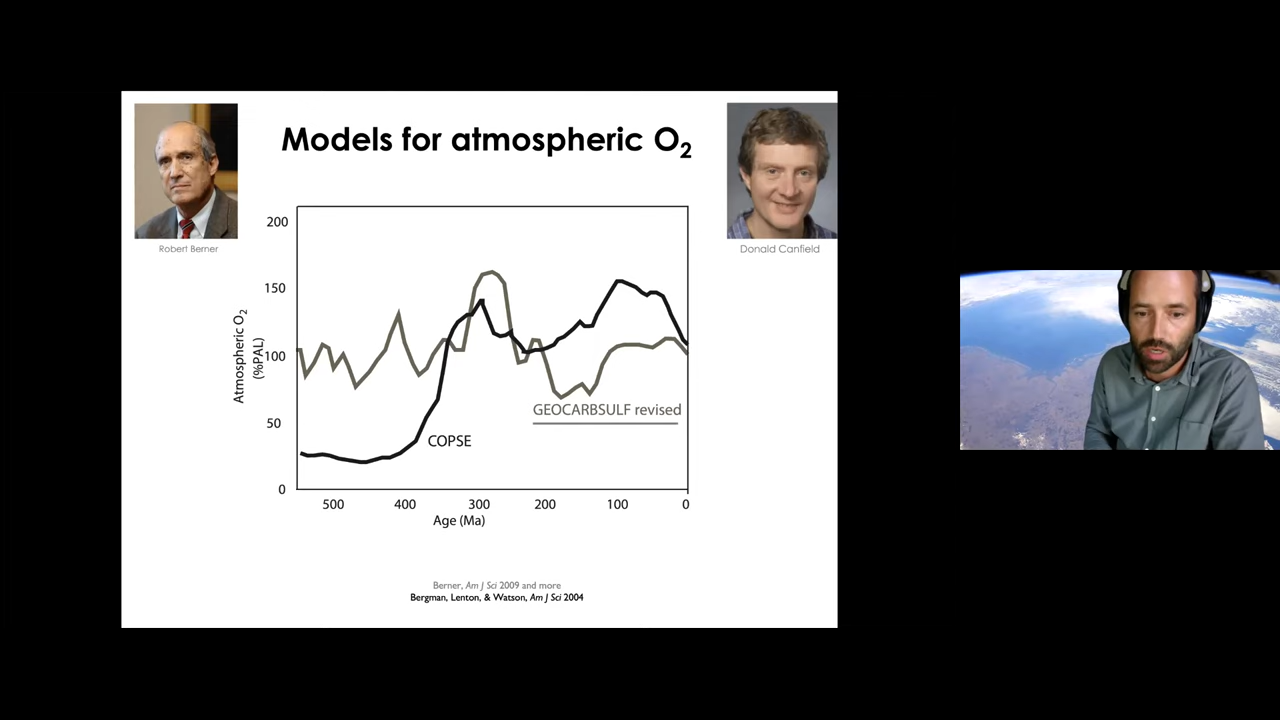 Models for atmospheric O2
Robert Berner
Donald Canfield
Atmospheric O2
(%PAL)
200
150
100
50
0
GEOCARBSULF revised
COPSE
500 400 300 200 100 0
Age (Ma)
Berner, Am J Sci 2009 and more
Bergman, Lenton, & Watson, Am J Sci 2004